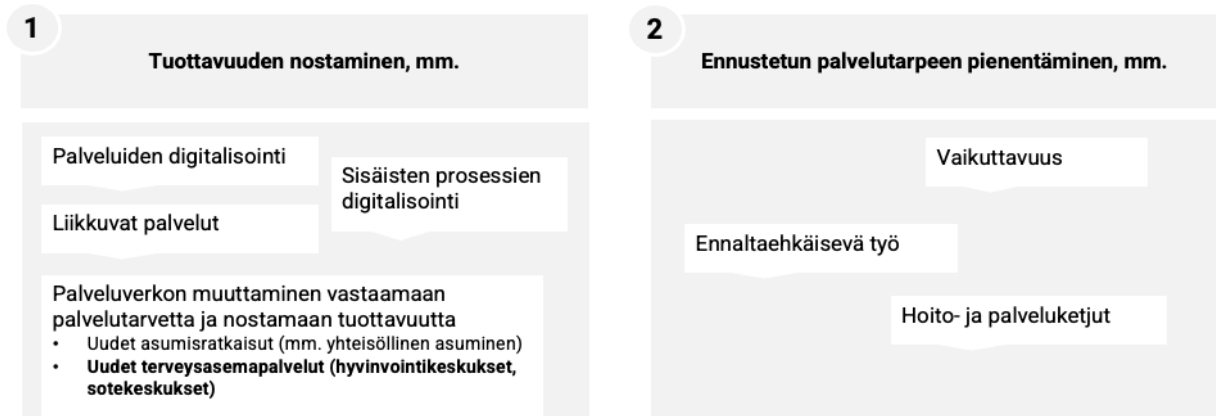 1
Tuottavuuden nostaminen, mm.
Palveluiden digitalisointi
Sisäisten prosessien
digitalisointi
Liikkuvat palvelut
Palveluverkon muuttaminen vastaamaan
palvelutarvetta ja nostamaan tuottavuutta
• Uudet asumisratkaisut (mm. yhteisöllinen asuminen)
• Uudet terveysasemapalvelut (hyvinvointikeskukset,
sotekeskukset)
2
Ennustetun palvelutarpeen pienentäminen, mm.
Vaikuttavuus
Ennaltaehkäisevä työ
Hoito- ja palveluketjut